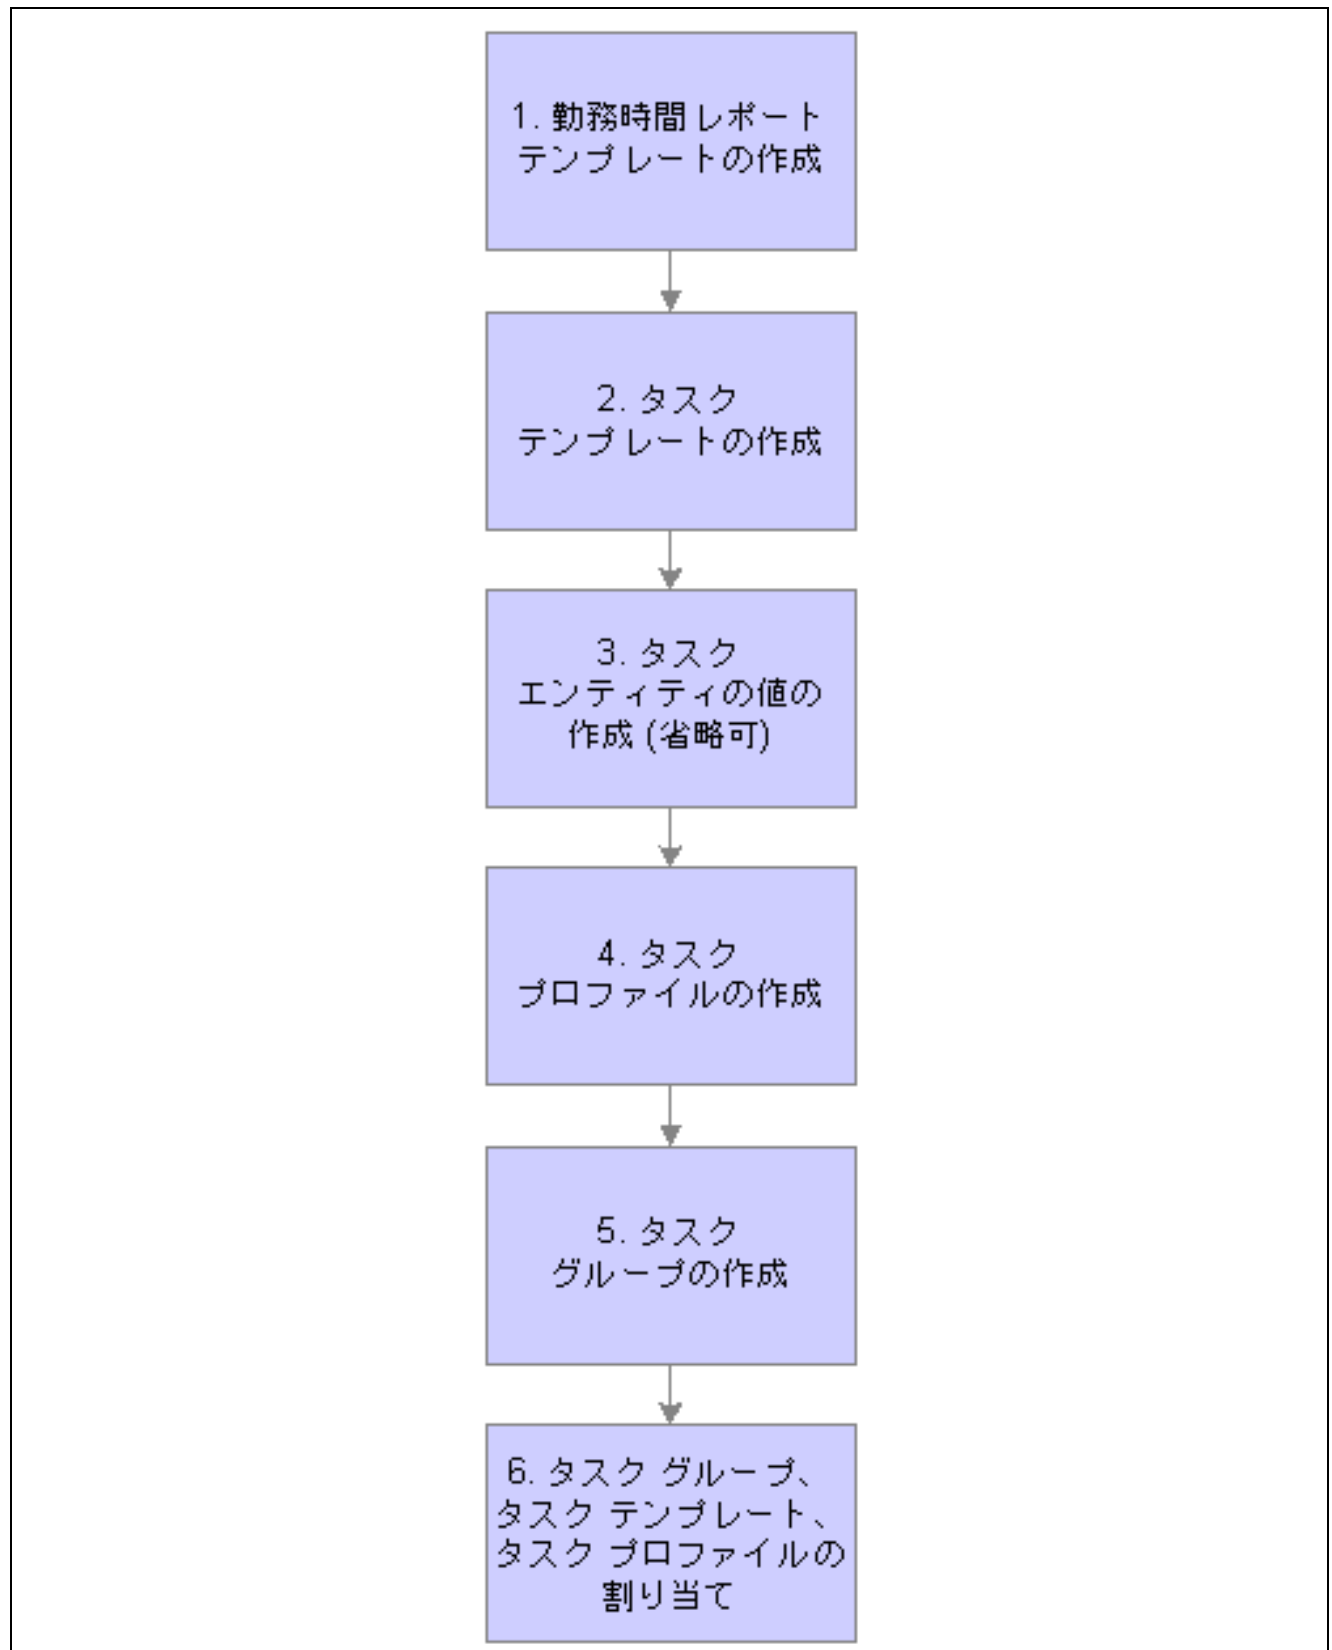 1. 勤務時間 レポート
テンプレートの作成
2. タスク
テンプレートの作成
3. タスク
エンティティの値の
作成 (省略可)
4. タスク
プロファイルの作成
5. タスク
グループの作成
6. タスク グループ、
タスク テンプレート、
タスク プロファイルの
割り当て